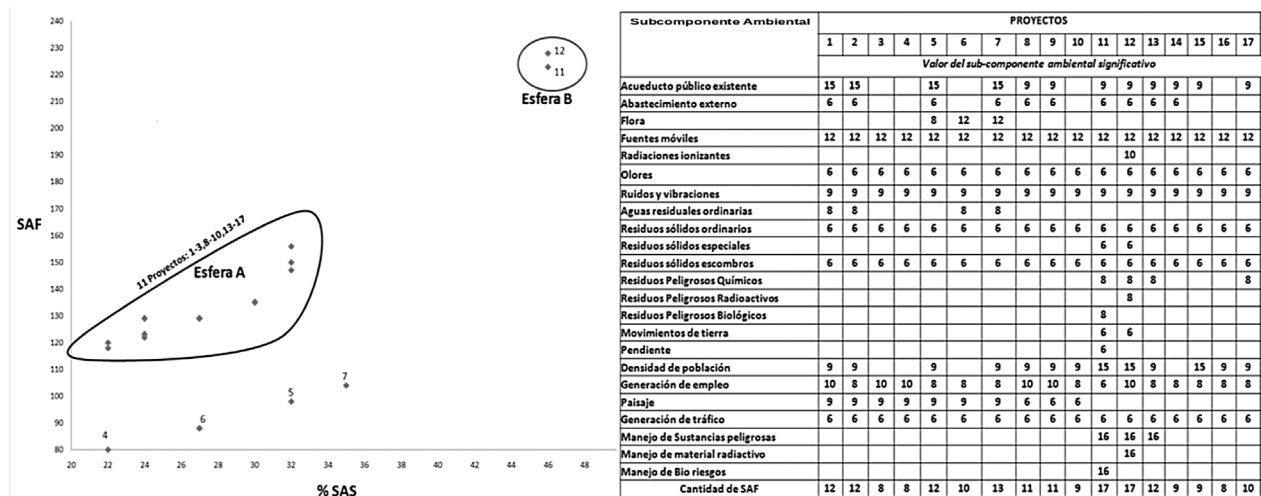 240
230
220
210
200
190
180
170
160
150
140
130
120
110
100
90
80
SAF
12
11
Esfera B
11 Proyectos: 1-3,8-10,13-17
Esfera A
7
5
6
4
20 22 24 26 28 30 32 34 36 38 40 42 44 46 48
% SAS
Subcomponente Ambiental PROYECTOS
1 2 3 4 5 6 7 8 9 10 11 12 13 14 15 16 17
Valor del sub-componente ambiental significativo
Acueducto público existente 15 15 15 15 9 9 9 9 9 9 9 9
Abastecimiento externo 6 6 6 6 6 6 6 6 6 6
Flora 8 12 12
Fuentes móviles 12 12 12 12 12 12 12 12 12 12 12 12 12 12 12 12 12
Radiaciones ionizantes 10
Olores 6 6 6 6 6 6 6 6 6 6 6 6 6 6 6 6 6
Ruidos y vibraciones 9 9 9 9 9 9 9 9 9 9 9 9 9 9 9 9 9
Aguas residuales ordinarias 8 8 6 8
Residuos sólidos ordinarios 6 6 6 6 6 6 6 6 6 6 6 6 6 6 6 6 6
Residuos sólidos especiales 6 6
Residuos sólidos escombros 6 6 6 6 6 6 6 6 6 6 6 6 6 6 6 6 6
Residuos Peligrosos Químicos 8 8 8 8
Residuos Peligrosos Radioactivos 8
Residuos Peligrosos Biológicos 8
Movimientos de tierra 6 6
Pendiente 6
Densidad de población 9 9 9 9 9 9 9 15 15 9 15 9 9
Generación de empleo 10 8 10 10 8 8 8 10 10 8 6 10 8 8 8 8 8
Paisaje 9 9 9 9 9 9 9 6 6 6
Generación de tráfico 6 6 6 6 6 6 6 6 6 6 6 6 6 6 6 6 6
Manejo de Sustancias peligrosas 16 16 16
Manejo de material radiactivo 16
Manejo de Bio riesgos 16
Cantidad de SAF 12 12 8 8 12 10 13 11 11 9 17 17 12 9 9 8 10